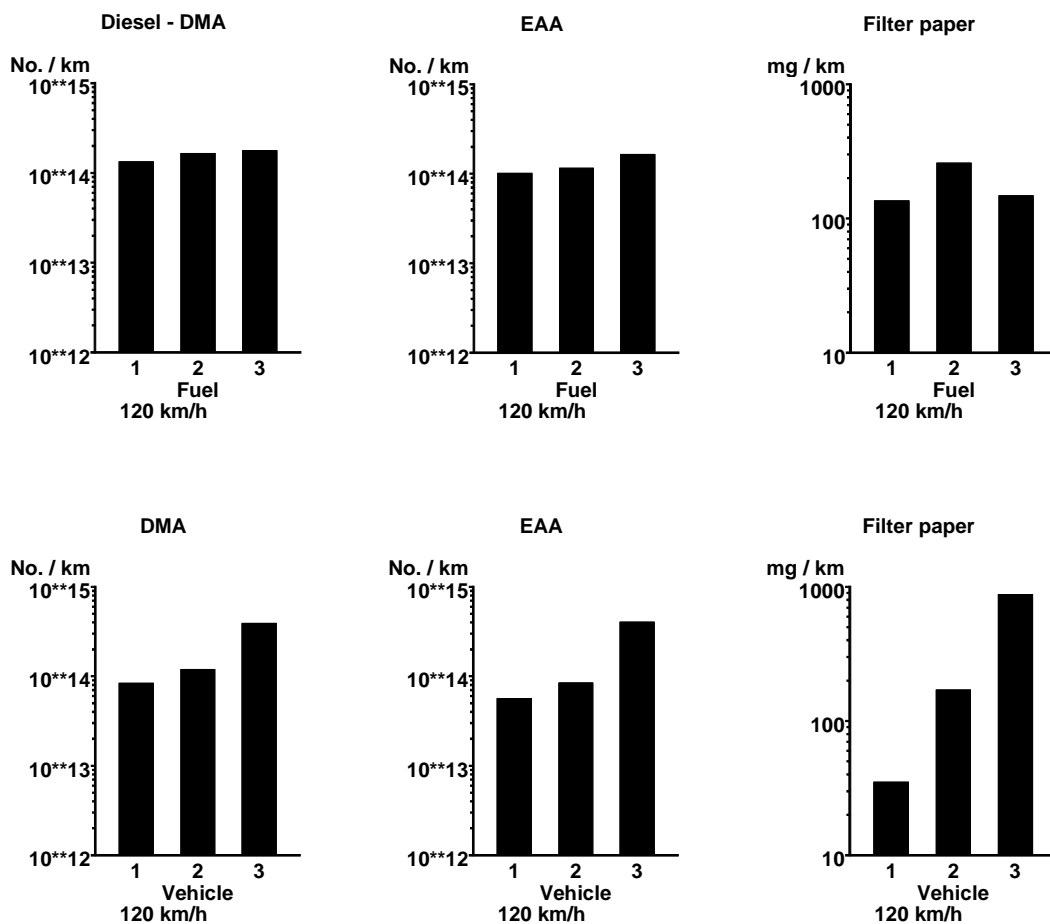 Diesel - DMA
No. / km
10**15
10**14
10**13
10**12
1 2 3
Fuel
120 km/h
EAA
No. / km
10**15
10**14
10**13
10**12
1 2 3
Fuel
120 km/h
Filter paper
mg / km
1000
100
10
1 2 3
Fuel
120 km/h
DMA
No. / km
10**15
10**14
10**13
10**12
1 2 3
Vehicle
120 km/h
EAA
No. / km
10**15
10**14
10**13
10**12
1 2 3
Vehicle
120 km/h
Filter paper
mg / km
1000
100
10
1 2 3
Vehicle
120 km/h